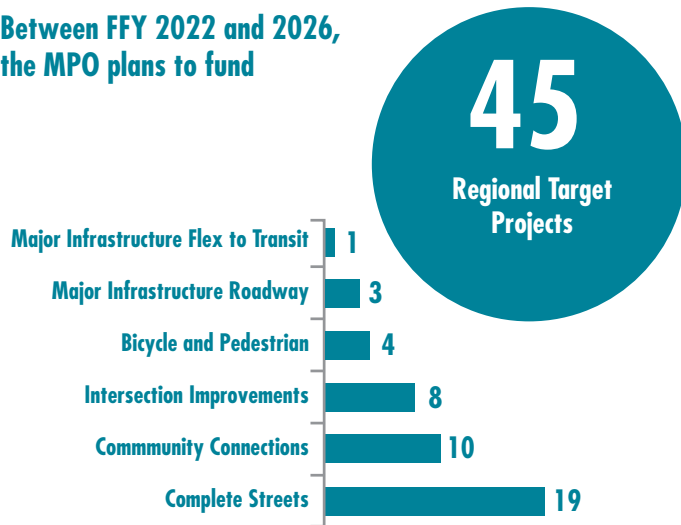 Between FFY 2022 and 2026,
the MPO plans to fund
45
Regional Target
Projects
Major Infrastructure Flex to Transit 1
Major Infrastructure Roadway 3
Bicycle and Pedestrian 4
Intersection Improvements 8
Commmunity Connections 10
Complete Streets 19